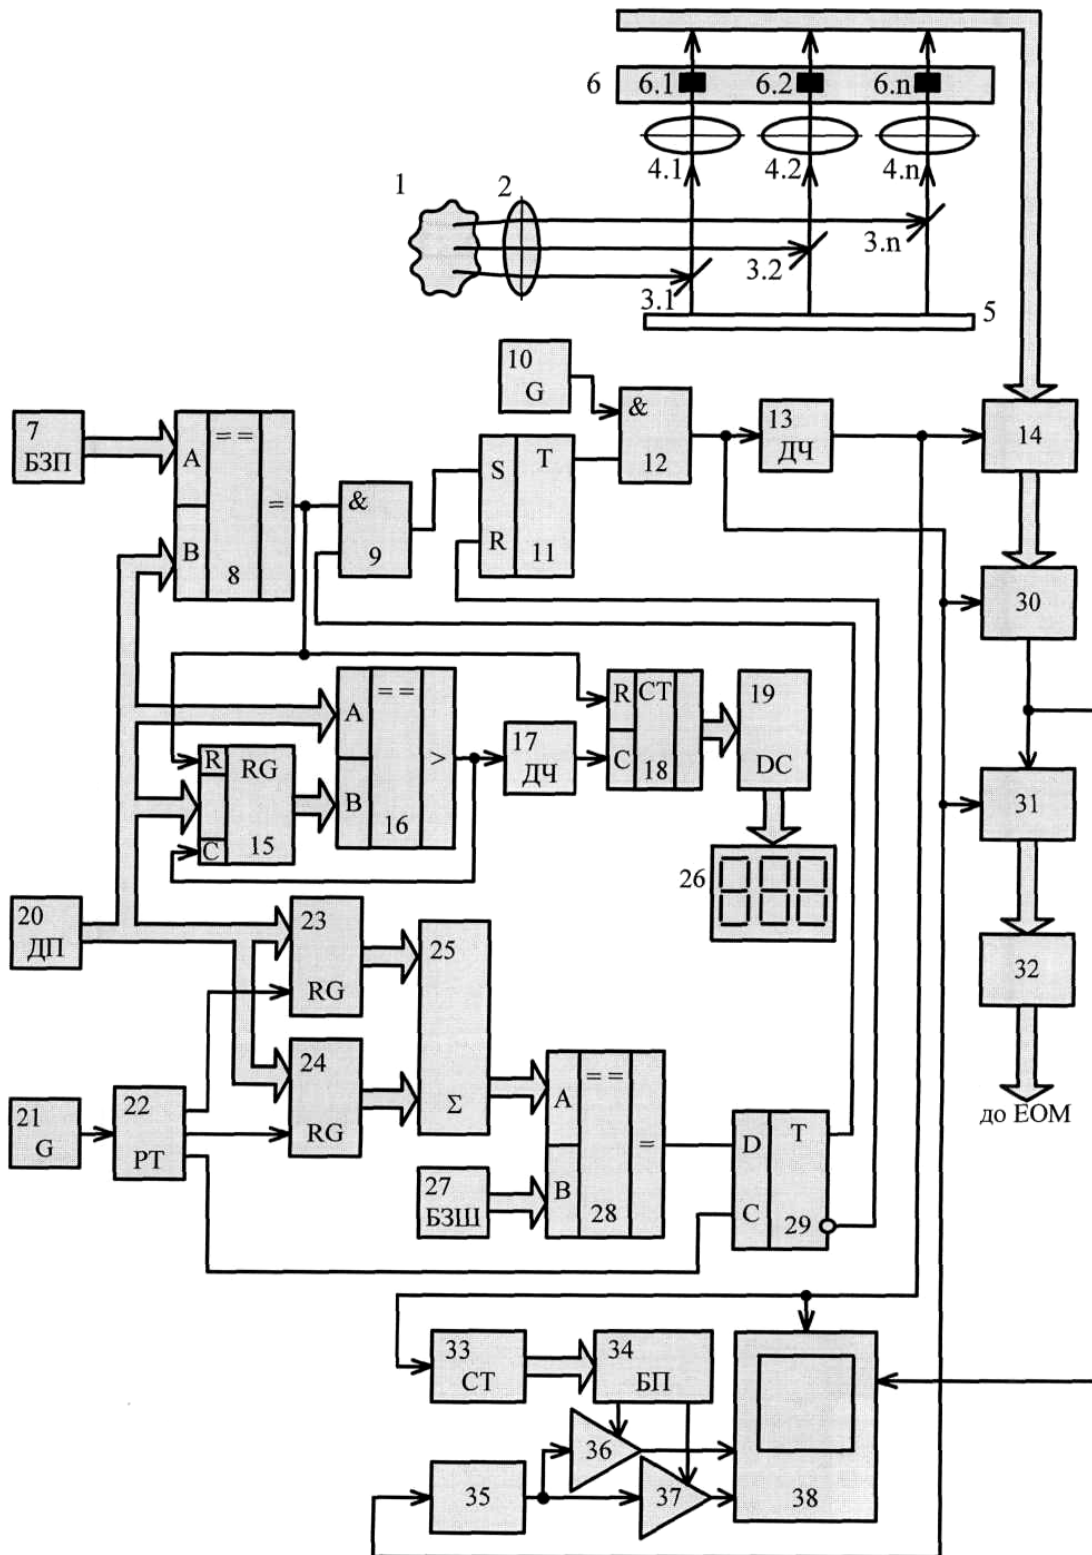 6
6.1
6.2
6.n
4.1
4.2
4.n
1
2
3.1
3.2
3.n
5
10
G
7
БЗП
A
B
= =
=
8
&
9
S
R
T
11
&
12
13
ДЧ
14
30
R
C
RG
15
A
B
= =
>
16
17
ДЧ
R
C
CT
18
19
DC
31
26
20
ДП
23
RG
24
RG
25
Σ
32
до ЕОМ
21
G
22
РТ
27
БЗШ
A
B
= =
=
28
D
C
T
29
33
СТ
34
БП
35
36
37
38